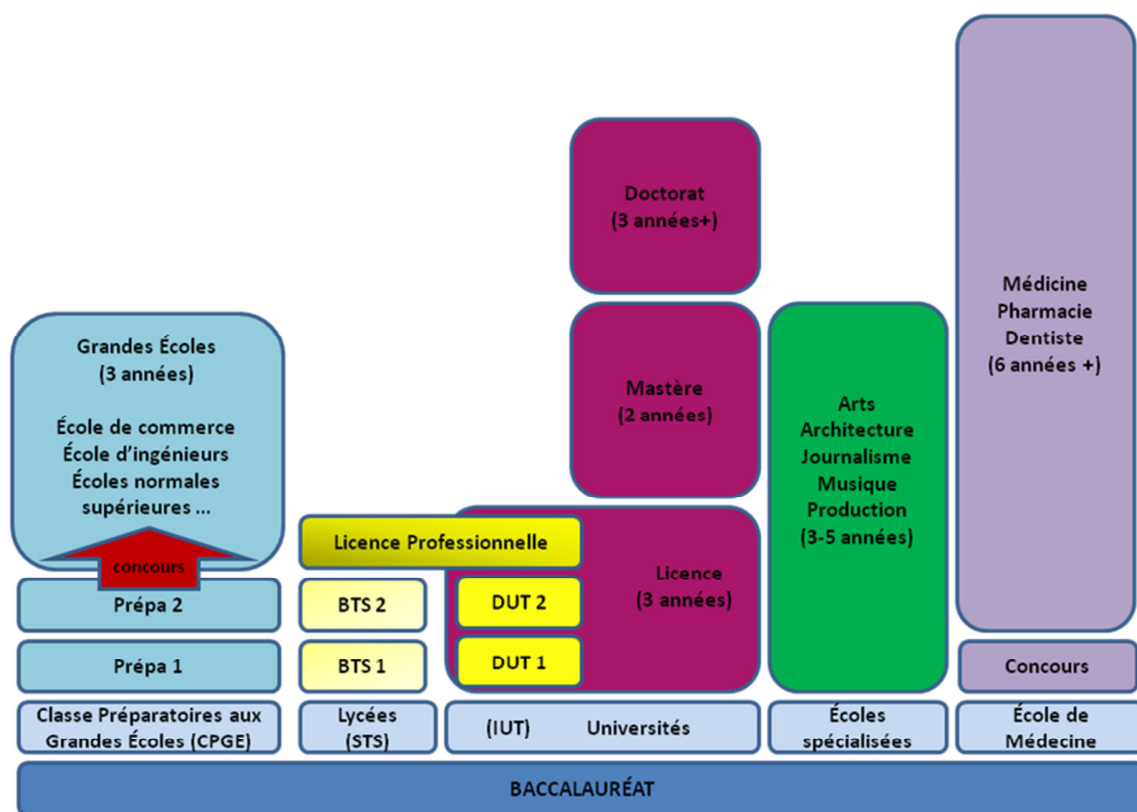 Doctorat
(3 années+)
Médicine
Pharmacie
Dentiste
(6 années +)
Grandes Écoles
(3 années)
École de commerce
École d'ingénieurs
Écoles normales
supérieures ...
concours
Mastère
(2 années)
Arts
Architecture
Journalisme
Musique
Production
(3-5 années)
Licence Professionnelle
Licence
(3 années)
Prépa 2
BTS 2
DUT 2
Prépa 1
BTS 1
DUT 1
Concours
Classe Préparatoires aux
Grandes Écoles (CPGE)
Lycées
(STS)
(IUT) Universités
Écoles
spécialisées
École de
Médecine
BACCALAURÉAT